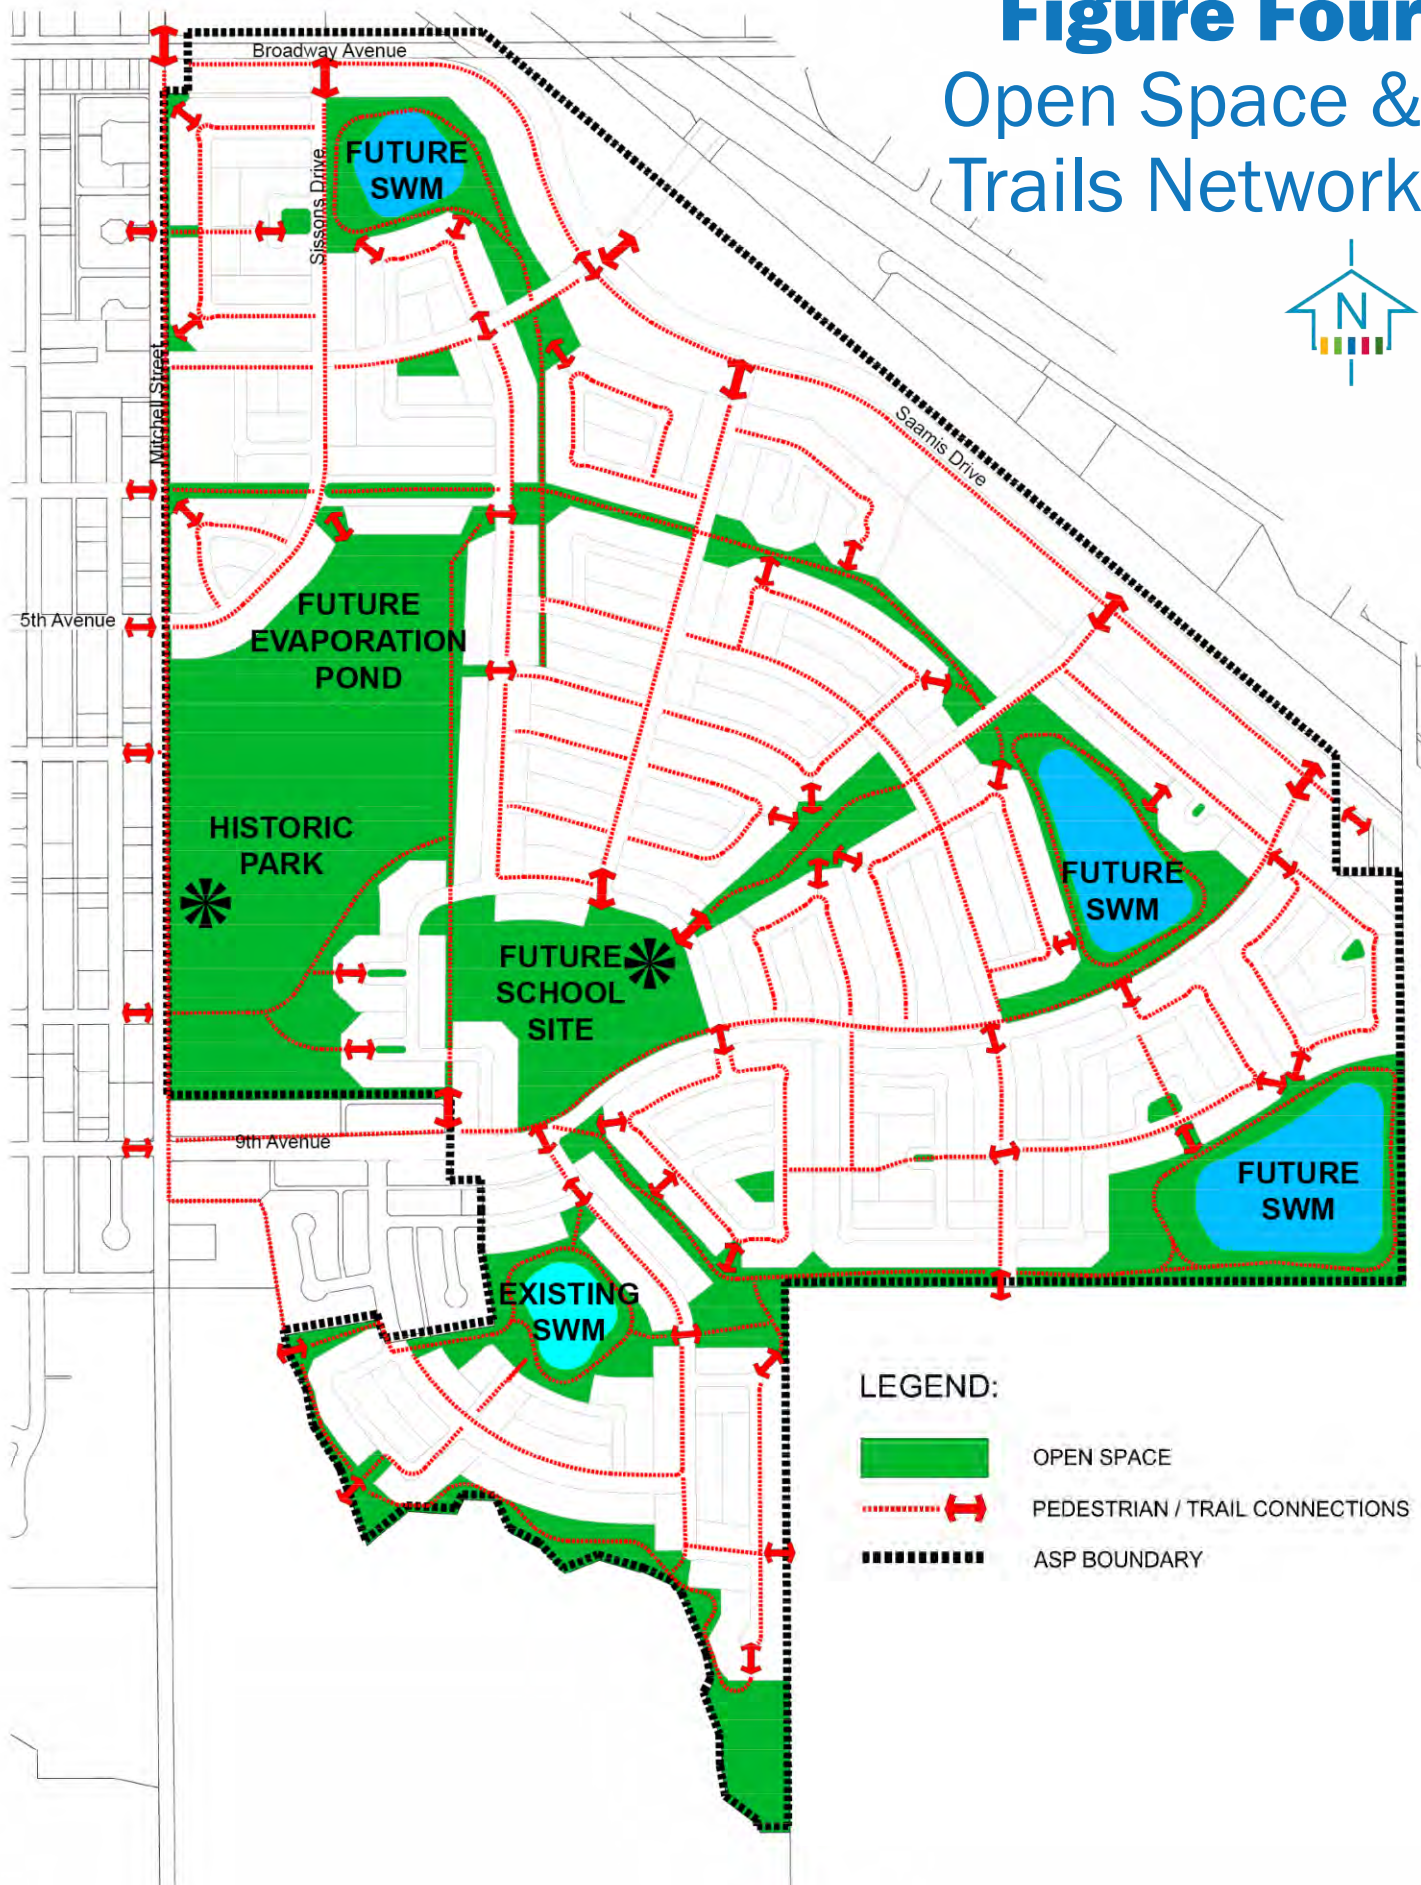 Figure Four
Open Space &
Trails Network
N
Broadway Avenue
FUTURE
SWM
Sissons Drive
Mitchell Street
Saamis Drive
5th Avenue
FUTURE
EVAPORATION
POND
HISTORIC
PARK
FUTURE
SWM
FUTURE
SCHOOL
SITE
9th Avenue
FUTURE
SWM
EXISTING
SWM
LEGEND:
OPEN SPACE
PEDESTRIAN / TRAIL CONNECTIONS
ASP BOUNDARY